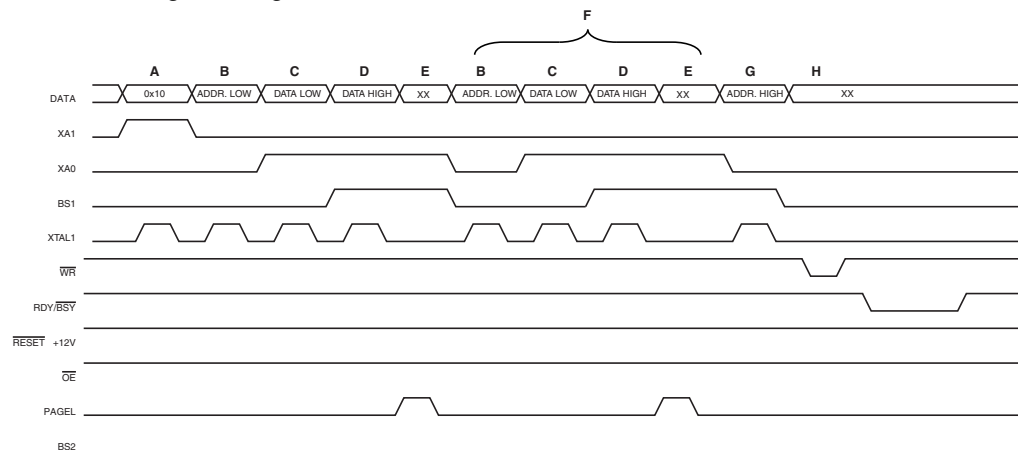 F
A B C D E B C D E G H
DATA 0x10 ADDR. LOW DATA LOW DATA HIGH XX ADDR. LOW DATA LOW DATA HIGH XX ADDR. HIGH XX
XA1
XA0
BS1
XTAL1
WR
RDY/BSY
RESET +12V
OE
PAGEL
BS2